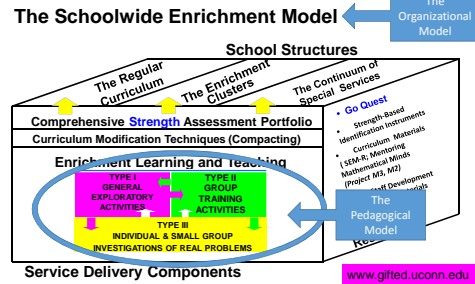 The Schoolwide Enrichment Model
The
Organizational
Model
School Structures
The Regular
Curriculum
The Enrichment
Clusters
The Continuum of
Special Services
• Go Quest
• Strength-Based
Identification Instruments
• Curriculum Materials
( SEM-R; Mentoring
Mathematical Minds
(Project M3, M2)
Staff Development
Comprehensive Strength Assessment Portfolio
Curriculum Modification Techniques (Compacting)
Enrichment Learning and Teaching
TYPE I
GENERAL
EXPLORATORY
ACTIVITIES
TYPE II
GROUP
TRAINING
ACTIVITIES
TYPE III
INDIVIDUAL & SMALL GROUP
INVESTIGATIONS OF REAL PROBLEMS
The
Pedagogical
Model
Service Delivery Components
www.gifted.uconn.edu